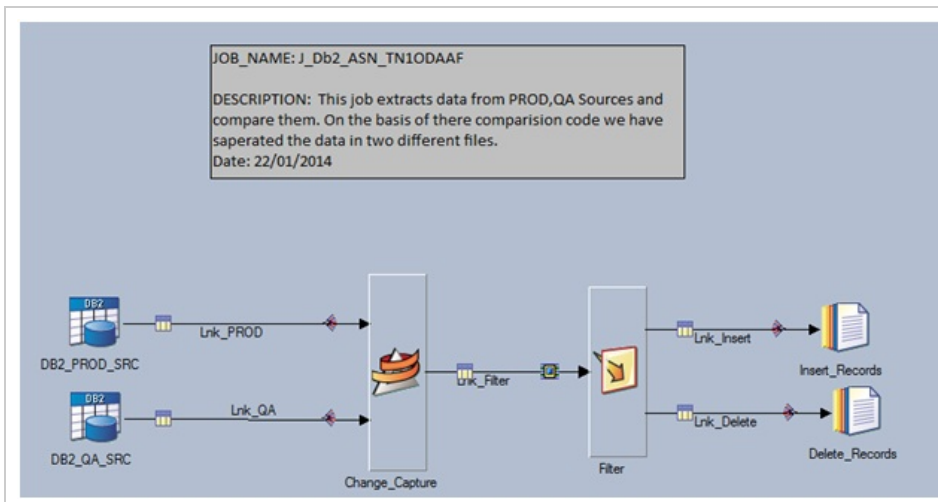 JOB_NAME: J_Db2_ASN_TN1ODAAF
DESCRIPTION: This job extracts data from PROD,QA Sources and
compare them. On the basis of there comparision code we have
saperated the data in two different files.
Date: 22/01/2014
DB2
Lnk_PROD
DB2_PROD_SRC
DB2
Lnk_QA
DB2_QA_SRC
Change_Capture
Lnk_Filter
Filter
Lnk_Insert
Insert_Records
Lnk_Delete
Delete_Records